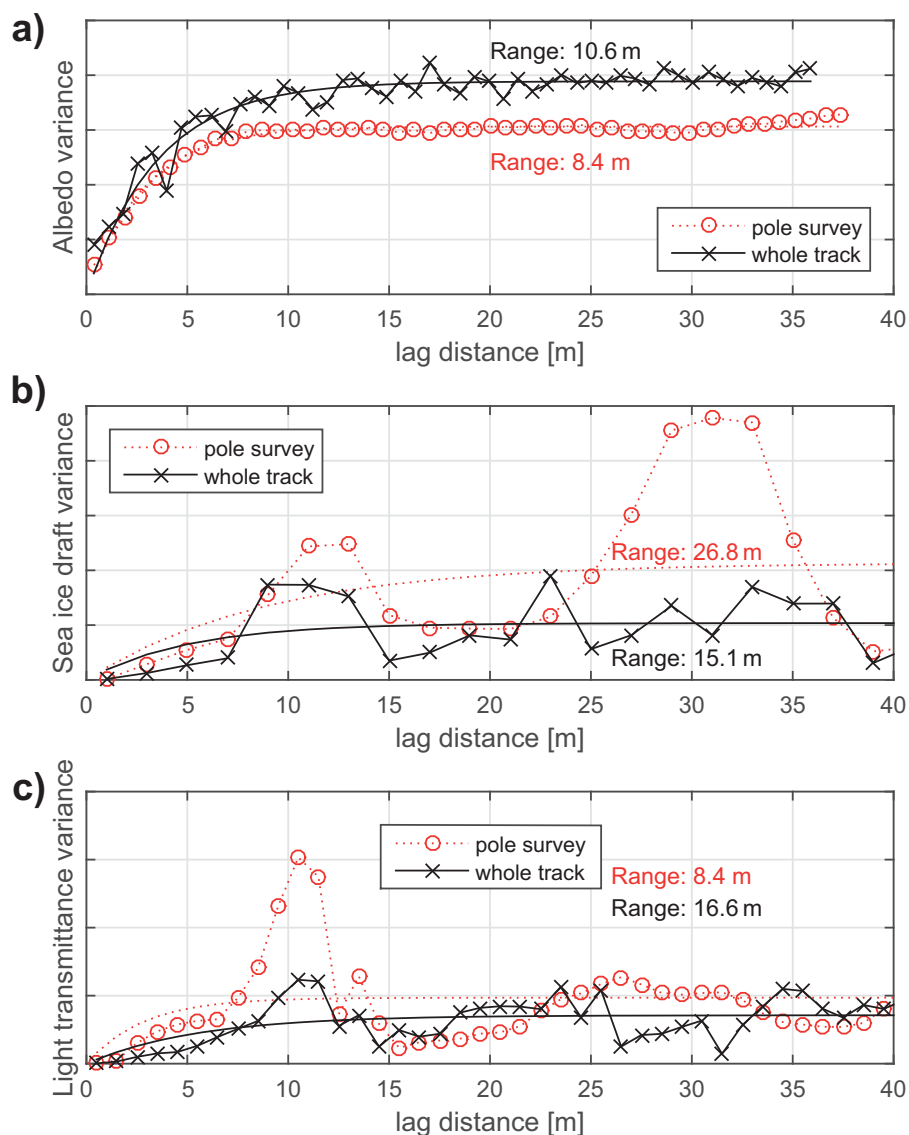 a)
Albedo variance
Range: 10.6 m
Range: 8.4 m
pole survey
whole track
0 5 10 15 20 25 30 35 40
lag distance [m]
b)
Sea ice draft variance
pole survey
whole track
Range: 26.8 m
Range: 15.1 m
0 5 10 15 20 25 30 35 40
lag distance [m]
c)
Light transmittance variance
pole survey
whole track
Range: 8.4 m
Range: 16.6 m
0 5 10 15 20 25 30 35 40
lag distance [m]